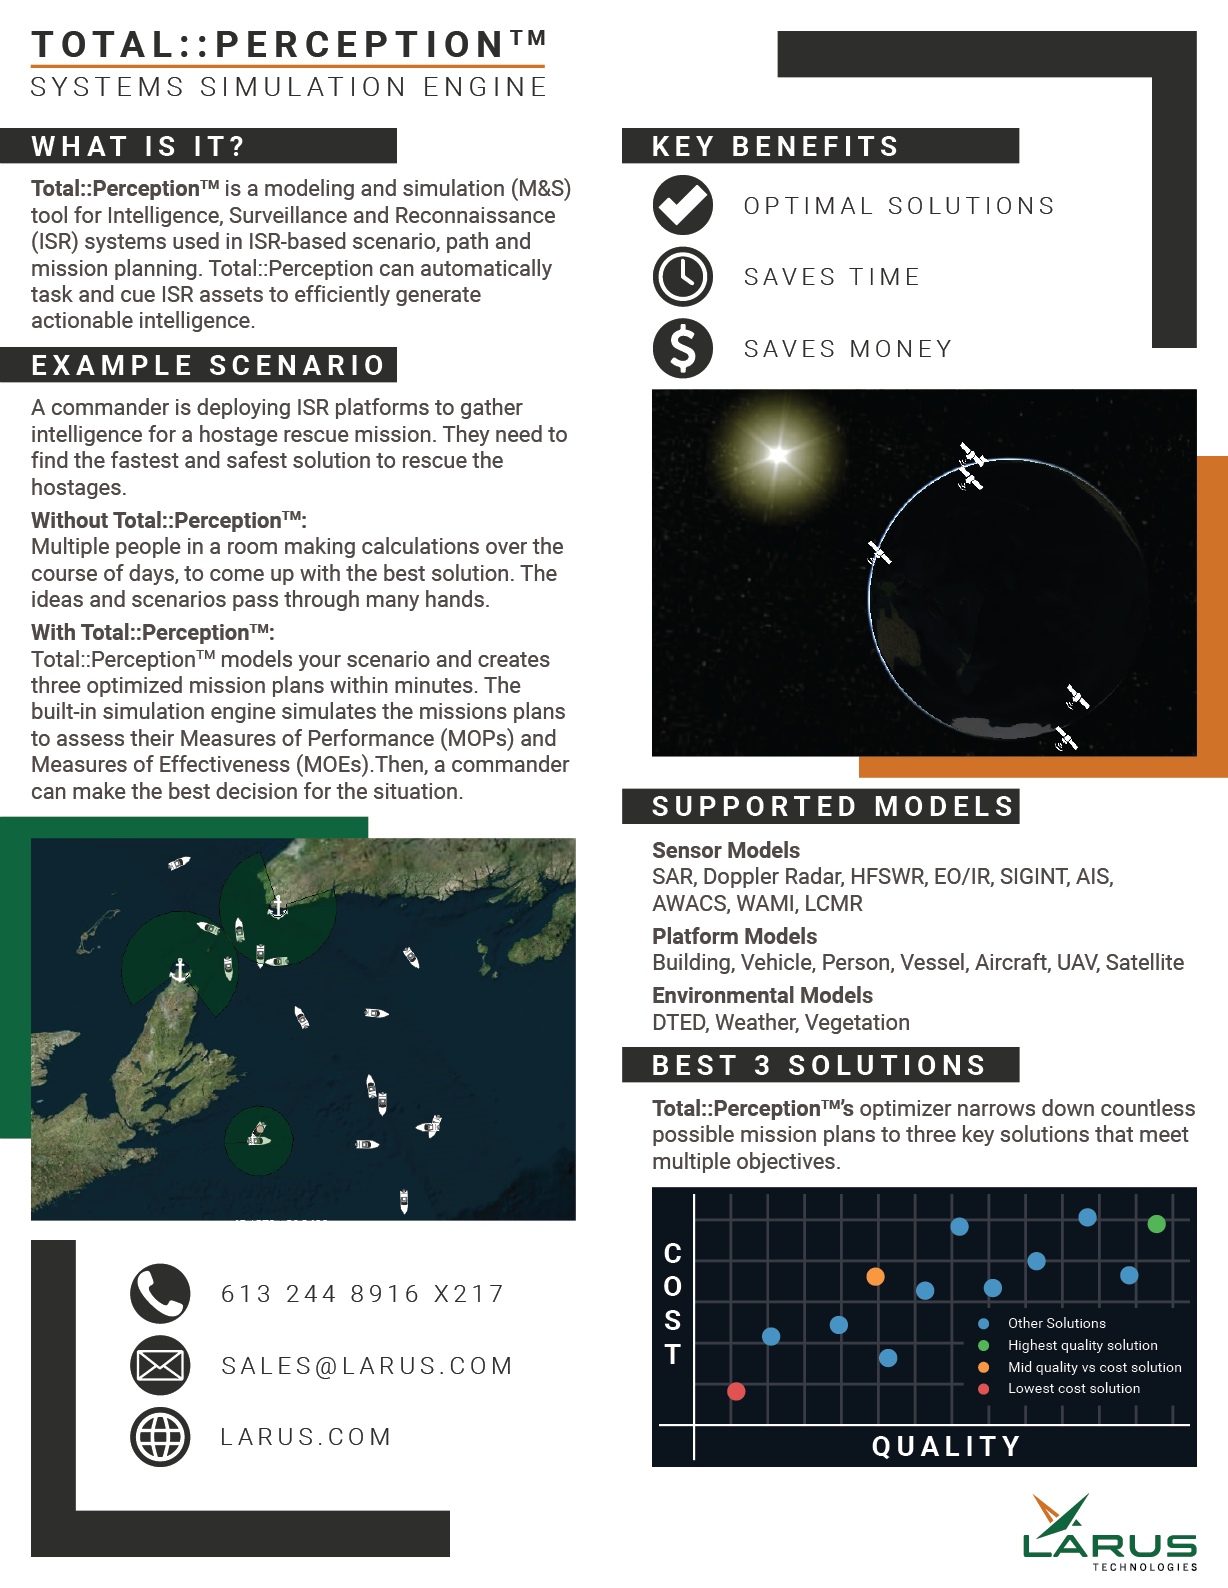 TOTAL::PERCEPTION™
SYSTEMS SIMULATION ENGINE
WHAT IS IT?
Total::Perception™ is a modeling and simulation (M&S)
tool for Intelligence, Surveillance and Reconnaissance
(ISR) systems used in ISR-based scenario, path and
mission planning. Total::Perception can automatically
task and cue ISR assets to efficiently generate
actionable intelligence.
EXAMPLE SCENARIO
A commander is deploying ISR platforms to gather
intelligence for a hostage rescue mission. They need to
find the fastest and safest solution to rescue the
hostages.
Without Total::Perception™:
Multiple people in a room making calculations over the
course of days, to come up with the best solution. The
ideas and scenarios pass through many hands.
With Total::Perception™:
Total::Perception™ models your scenario and creates
three optimized mission plans within minutes. The
built-in simulation engine simulates the missions plans
to assess their Measures of Performance (MOPs) and
Measures of Effectiveness (MOEs).Then, a commander
can make the best decision for the situation.
613 244 8916 X217
SALES@LARUS.COM
LARUS.COM
KEY BENEFITS
OPTIMAL SOLUTIONS
SAVES TIME
SAVES MONEY
SUPPORTED MODELS
Sensor Models
SAR, Doppler Radar, HFSWR, EO/IR, SIGINT, AIS,
AWACS, WAMI, LCMR
Platform Models
Building, Vehicle, Person, Vessel, Aircraft, UAV, Satellite
Environmental Models
DTED, Weather, Vegetation
BEST 3 SOLUTIONS
Total::Perception™'s optimizer narrows down countless
possible mission plans to three key solutions that meet
multiple objectives.
COST
Other Solutions
Highest quality solution
Mid quality vs cost solution
Lowest cost solution
QUALITY
LARUS
TECHNOLOGIES